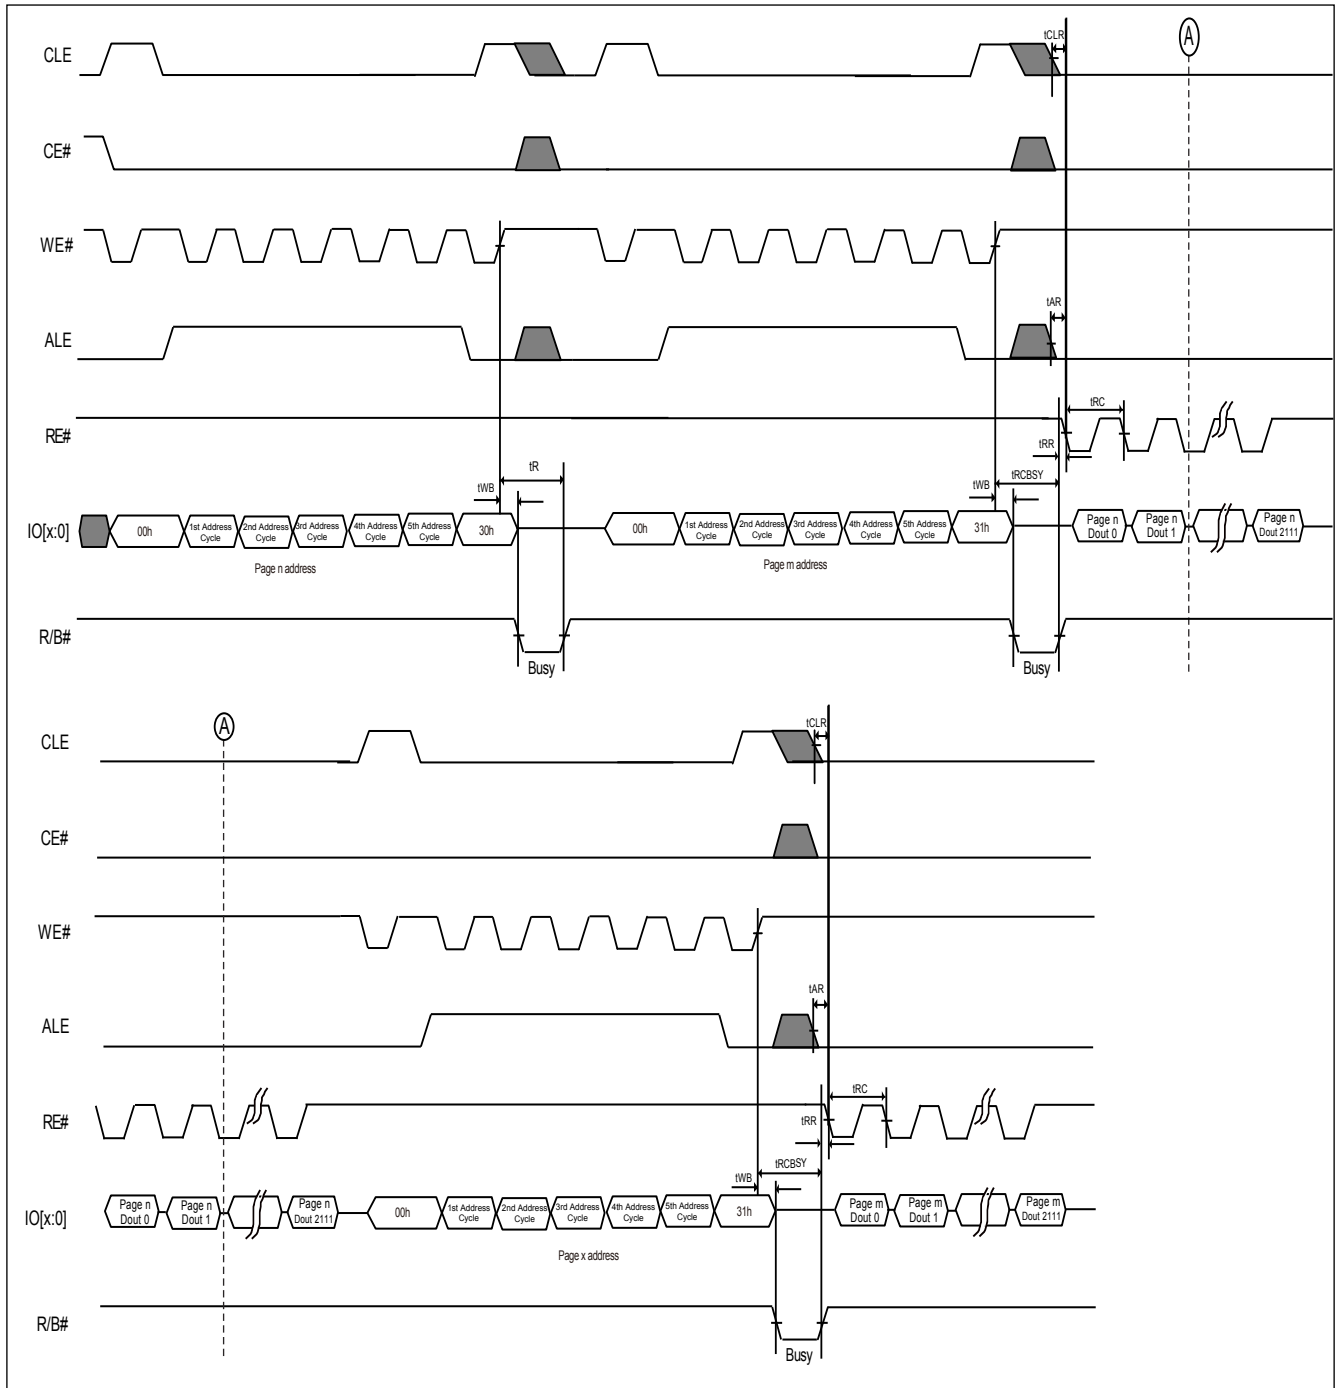 CLE
tCLR
A
CE#
WE#
ALE
tAR
RE#
tRC
tRR
tWB
tR
tWB
tRCBSY
IO[x:0]
00h
1st Address Cycle
2nd Address Cycle
3rd Address Cycle
4th Address Cycle
5th Address Cycle
30h
00h
1st Address Cycle
2nd Address Cycle
3rd Address Cycle
4th Address Cycle
5th Address Cycle
31h
Page n Dout 0
Page n Dout 1
Page n Dout 2111
Page n address
Page m address
R/B#
Busy
Busy
A
CLE
tCLR
CE#
WE#
ALE
tAR
RE#
tRC
tRR
tWB
tRCBSY
IO[x:0]
Page n Dout 0
Page n Dout 1
Page n Dout 2111
00h
1st Address Cycle
2nd Address Cycle
3rd Address Cycle
4th Address Cycle
5th Address Cycle
31h
Page m Dout 0
Page m Dout 1
Page m Dout 2111
Page x address
R/B#
Busy